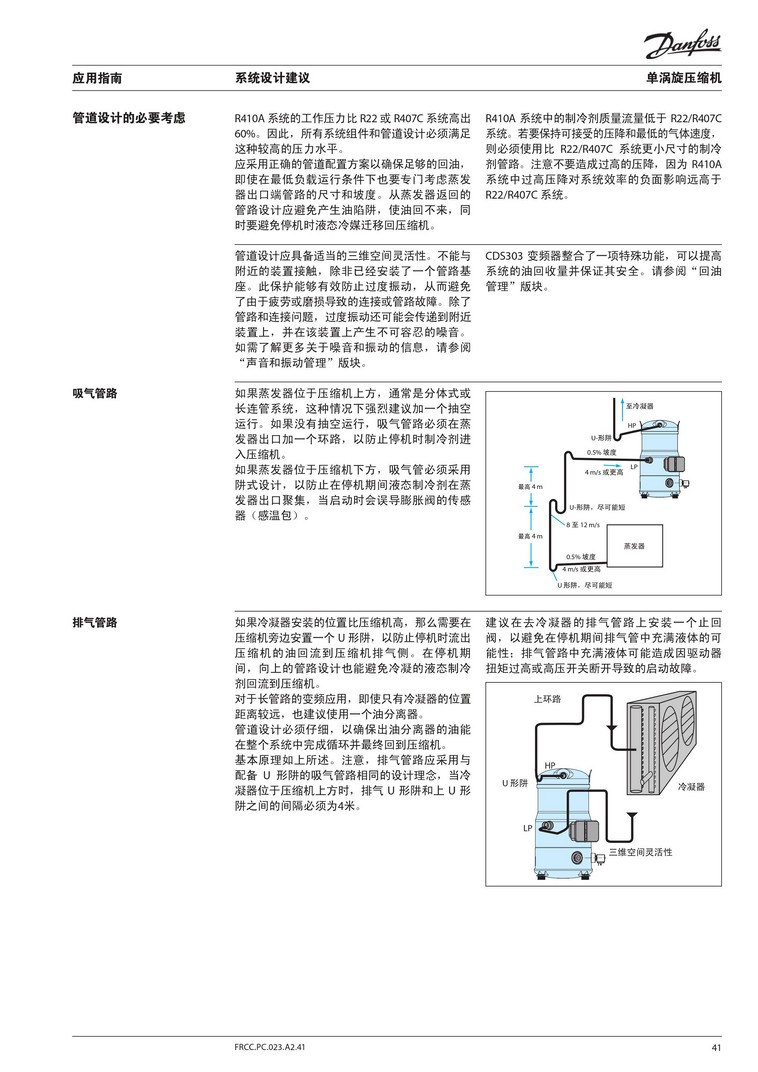 Danfoss
应用指南
系统设计建议
单涡旋压缩机
管道设计的必要考虑
R410A 系统的工作压力比 R22 或 R407C 系统高出
60%。因此，所有系统组件和管道设计必须满足
这种较高的压力水平。
应采用正确的管道配置方案以确保足够的回油，
即使在最低负载运行条件下也要专门考虑蒸发
器出口端管路的尺寸和坡度。从蒸发器返回的
管路设计应避免产生油陷阱，使油回不来，同
时要避免停机时液态冷媒迁移回压缩机。
R410A 系统中的制冷剂质量流量低于 R22/R407C
系统。若要保持可接受的压降和最低的气体速度，
则必须使用比 R22/R407C 系统更小尺寸的制冷
剂管路。注意不要造成过高的压降，因为 R410A
系统中过高压降对系统效率的负面影响远高于
R22/R407C 系统。
管道设计应具备适当的三维空间灵活性。不能与
附近的装置接触，除非已经安装了一个管路基
座。此保护能够有效防止过度振动，从而避免
了由于疲劳或磨损导致的连接或管路故障。除了
管路和连接问题，过度振动还可能会传递到附近
装置上，并在该装置上产生不可容忍的噪音。
如需了解更多关于噪音和振动的信息，请参阅
“声音和振动管理”版块。
CDS303 变频器整合了一项特殊功能，可以提高
系统的油回收量并保证其安全。请参阅“回油
管理”版块。
吸气管路
如果蒸发器位于压缩机上方，通常是分体式或
长连管系统，这种情况下强烈建议加一个抽空
运行。如果没有抽空运行，吸气管路必须在蒸
发器出口加一个环路，以防止停机时制冷剂进
入压缩机。
如果蒸发器位于压缩机下方，吸气管必须采用
阱式设计，以防止在停机期间液态制冷剂在蒸
发器出口聚集，当启动时会误导膨胀阀的传感
器（感温包）。
至冷凝器
HP
U-形阱
0.5% 坡度
LP
4 m/s 或更高
最高 4 m
U-形阱，尽可能短
8 至 12 m/s
最高 4 m
蒸发器
0.5% 坡度
4 m/s 或更高
U 形阱，尽可能短
排气管路
如果冷凝器安装的位置比压缩机高，那么需要在
压缩机旁边安置一个 U 形阱，以防止停机时流出
压缩机的油回流到压缩机排气侧。在停机期
间，向上的管路设计也能避免冷凝的液态制冷
剂回流到压缩机。
对于长管路的变频应用，即使只有冷凝器的位置
距离较远，也建议使用一个油分离器。
管道设计必须仔细，以确保出油分离器的油能
在整个系统中完成循环并最终回到压缩机。
基本原理如上所述。注意，排气管路应采用与
配备 U 形阱的吸气管路相同的设计理念，当冷
凝器位于压缩机上方时，排气 U 形阱和上 U 形
阱之间的间隔必须为4米。
建议在去冷凝器的排气管路上安装一个止回
阀，以避免在停机期间排气管中充满液体的可
能性；排气管路中充满液体可能造成因驱动器
扭矩过高或高压开关断开导致的启动故障。
上环路
HP
U 形阱
冷凝器
LP
三维空间灵活性
FRCC.PC.023.A2.41
41